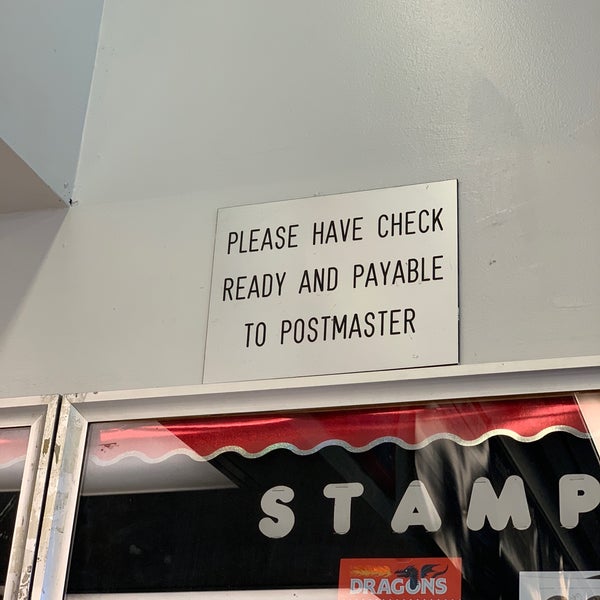 PLEASE HAVE CHECK
READY AND PAYABLE
TO POSTMASTER
STAMP
DRAGONS